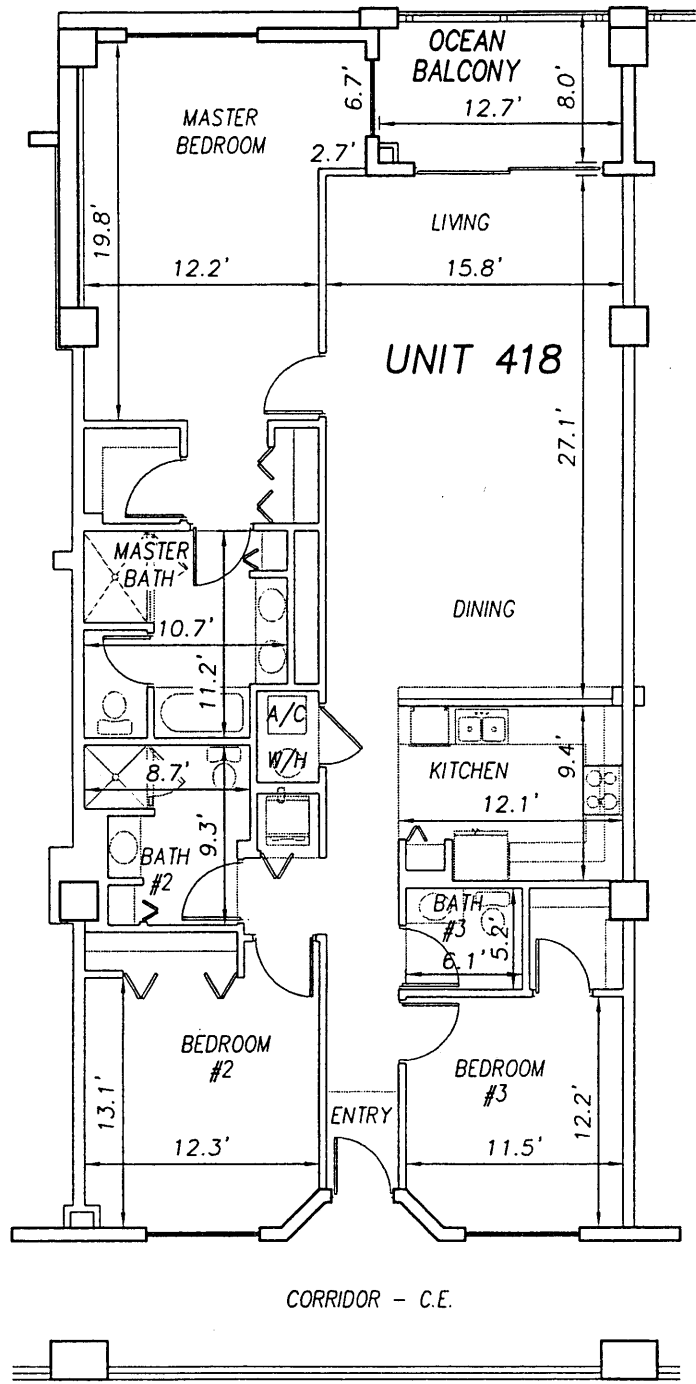 OCEAN
BALCONY
6.7'
8.0'
12.7'
MASTER
BEDROOM
2.7'
19.8'
LIVING
12.2'
15.8'
UNIT 418
27.1'
MASTER
BATH
DINING
10.7'
11.2'
A/C
W/H
KITCHEN
9.4'
8.7'
12.1'
9.3'
BATH
#2
BATH
#3
5.2'
6.1'
BEDROOM
#2
BEDROOM
#3
13.1'
12.2'
ENTRY
12.3'
11.5'
CORRIDOR - C.E.